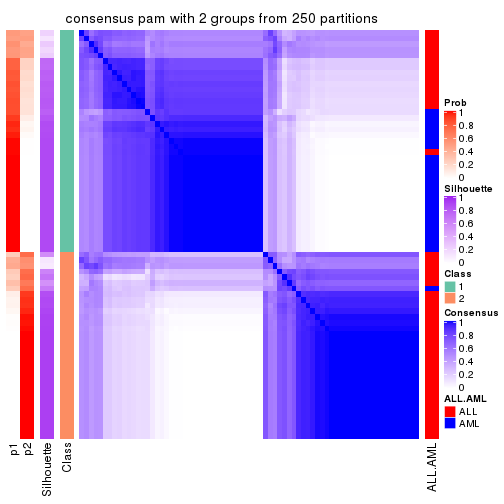 consensus pam with 2 groups from 250 partitions
p1
p2
Silhouette
Class
ALL.AML
Prob
1
0.8
0.6
0.4
0.2
0
Silhouette
1
0.8
0.6
0.4
0.2
0
Class
1
2
Consensus
1
0.8
0.6
0.4
0.2
0
ALL.AML
ALL
AML